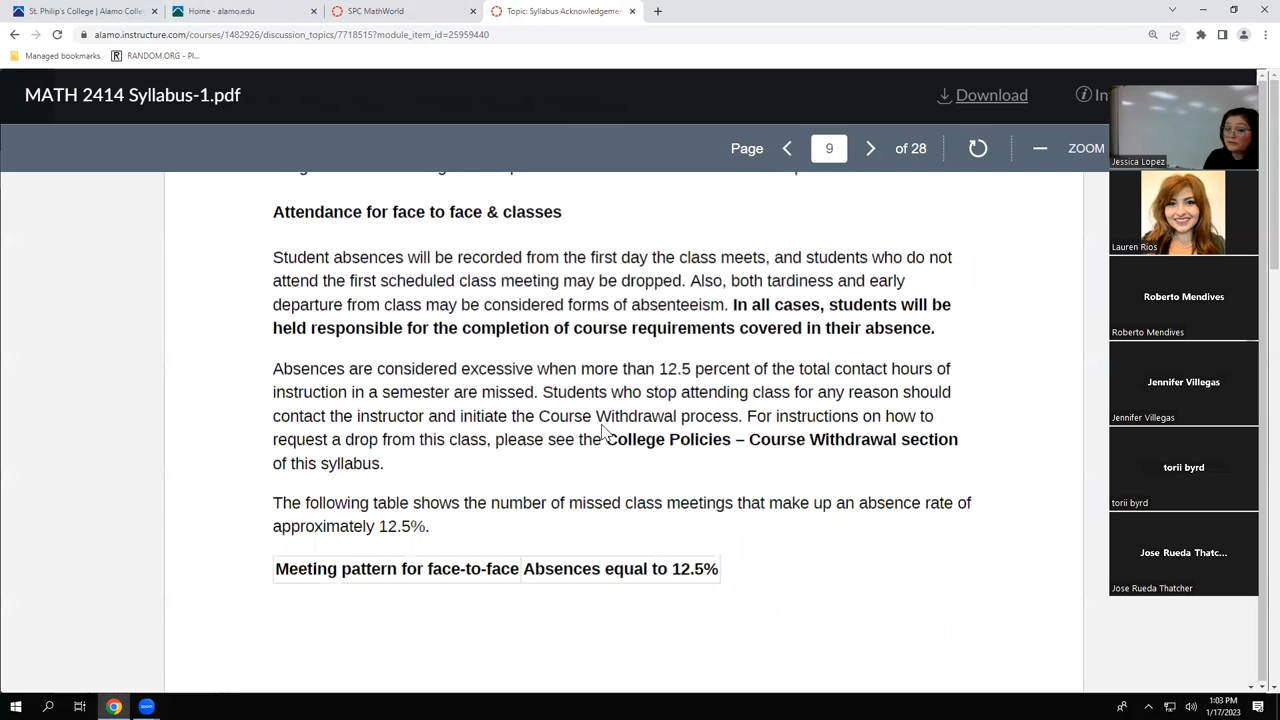 St. Philip's College | Alamo Colle
Home - alamo.edu
SPC MathWorld
Topic: Syllabus Acknowledgemen
alamo.instructure.com/courses/1482926/discussion_topics/7718515?module_item_id=25959440
Managed bookmarks
RANDOM.ORG - Pl...
MATH 2414 Syllabus-1.pdf
Download
Page 9 of 28
ZOOM
Attendance for face to face & classes
Student absences will be recorded from the first day the class meets, and students who do not
attend the first scheduled class meeting may be dropped. Also, both tardiness and early
departure from class may be considered forms of absenteeism. In all cases, students will be
held responsible for the completion of course requirements covered in their absence.
Absences are considered excessive when more than 12.5 percent of the total contact hours of
instruction in a semester are missed. Students who stop attending class for any reason should
contact the instructor and initiate the Course Withdrawal process. For instructions on how to
request a drop from this class, please see the College Policies – Course Withdrawal section
of this syllabus.
The following table shows the number of missed class meetings that make up an absence rate of
approximately 12.5%.
Meeting pattern for face-to-face Absences equal to 12.5%
Jessica Lopez
Lauren Rios
Roberto Mendives
Roberto Mendives
Jennifer Villegas
Jennifer Villegas
torii byrd
torii byrd
Jose Rueda Thatc...
Jose Rueda Thatcher
1:03 PM
1/17/2023